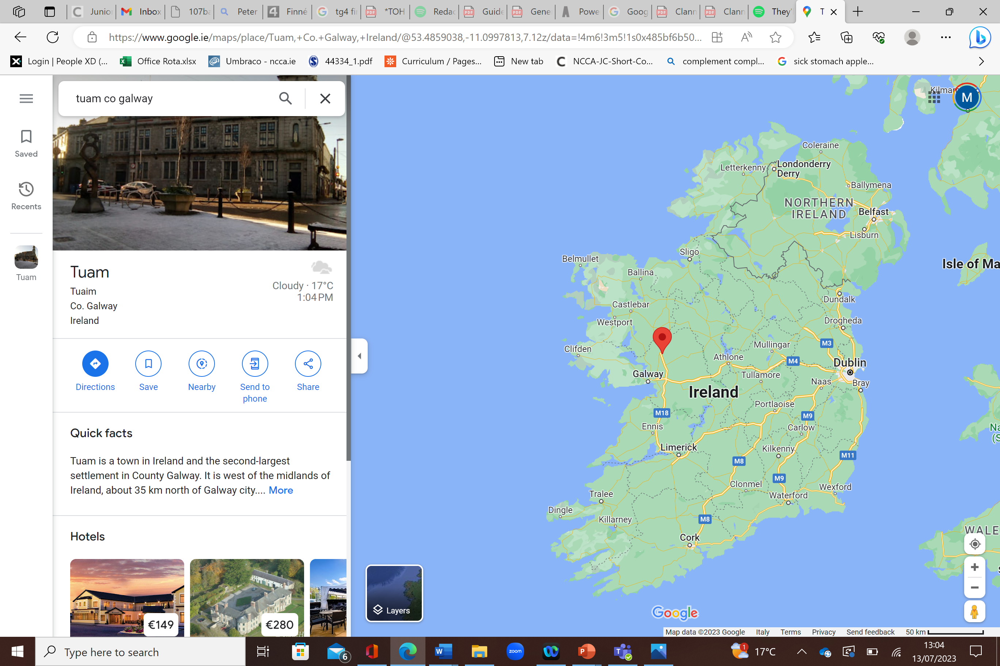 Junior
Inbox
107ba
Peter
Finné
tg4 fi
*TOH
Redac
Guide
Gene
Powe
Goog
Clann
Clann
They'
T
https://www.google.ie/maps/place/Tuam,+Co.+Galway,+Ireland/@53.4859038,-11.0997813,7.12z/data=!4m6!3m5!1s0x485bf6b50...
Login | People XD (...
Office Rota.xlsx
Umbraco - ncca.ie
44334_1.pdf
Curriculum / Pages...
New tab
NCCA-JC-Short-Co...
complement compl...
sick stomach apple...
tuam co galway
Saved
Recents
Tuam
Tuam
Tuaim
Co. Galway
Ireland
Cloudy · 17°C
1:04 PM
Directions
Save
Nearby
Send to
phone
Share
Quick facts
Tuam is a town in Ireland and the second-largest
settlement in County Galway. It is west of the midlands of
Ireland, about 35 km north of Galway city.... More
Hotels
€149
€280
Kilmar
M
Coleraine
Letterkenny
Londonderry
Derry
Ballymena
NORTHERN
IRELAND
Belfast
Lisburn
Sligo
Belmullet
Ballina
Isle of Ma
Dundalk
Castlebar
Westport
Drogheda
M3
Mullingar
Clifden
Athlone
M4
Dublin
Galway
Tullamore
Naas
Bray
Ireland
Portlaoise
M18
M9
Ennis
Carlow
Na
(S
Limerick
Kilkenny
M11
M8
M9
Clonmel
Wexford
Tralee
Waterford
Dingle
Killarney
M8
WALE
Cork
Layers
Google
Map data ©2023 Google
Italy
Terms
Privacy
Send feedback
50 km
Type here to search
6
zoom
1
17°C
13:04
13/07/2023